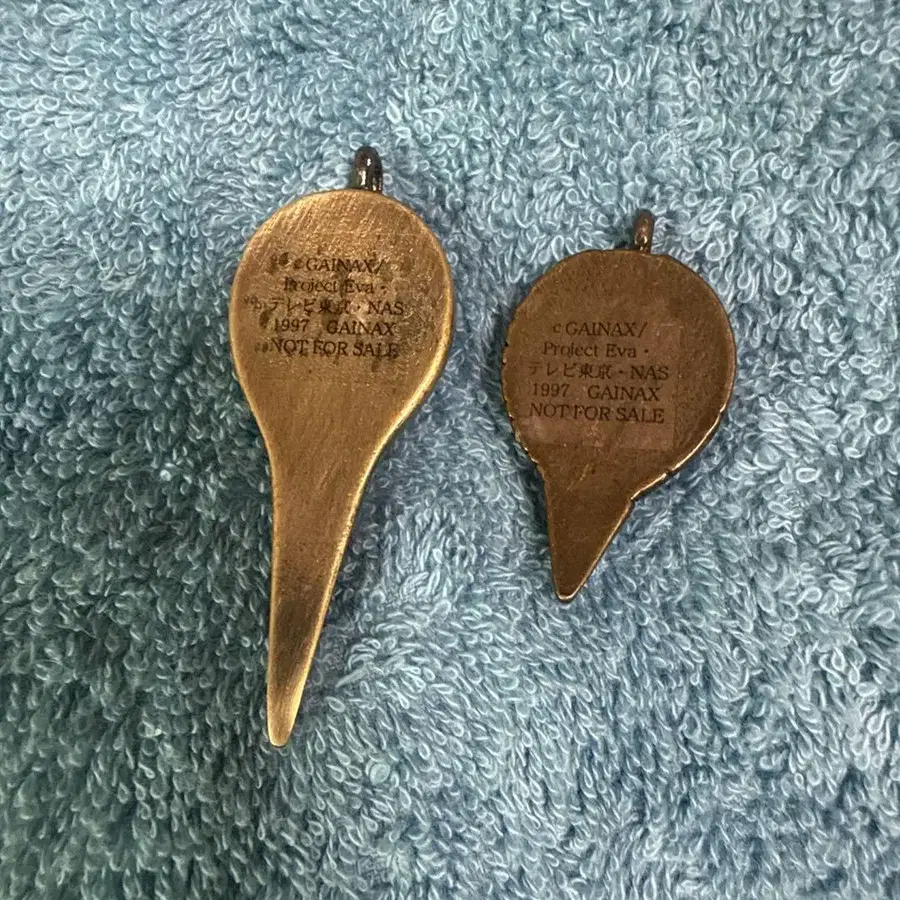 c GAINAX/
Project Eva・
テレビ東京・NAS
1997 GAINAX
NOT FOR SALE
c GAINAX/
Project Eva・
テレビ東京・NAS
1997 GAINAX
NOT FOR SALE